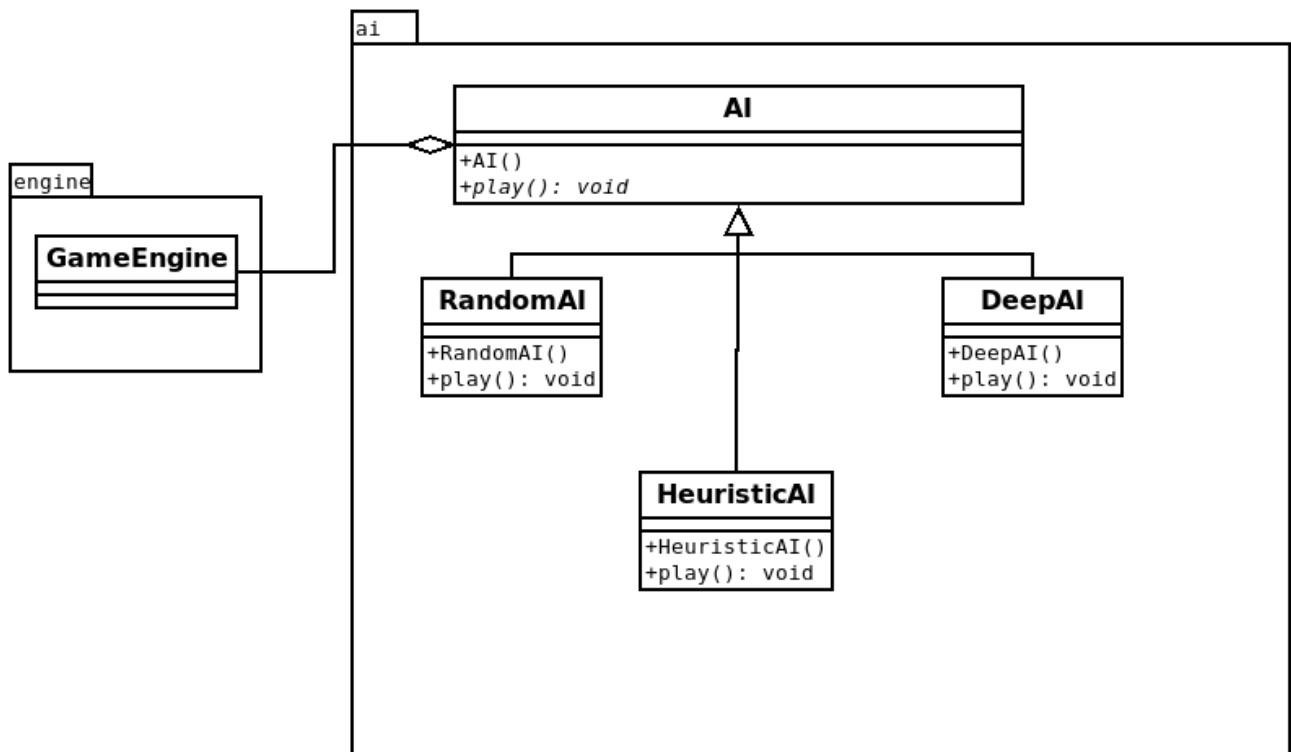 ai
AI
+AI()
+play(): void
engine
GameEngine
RandomAI
+RandomAI()
+play(): void
DeepAI
+DeepAI()
+play(): void
HeuristicAI
+HeuristicAI()
+play(): void